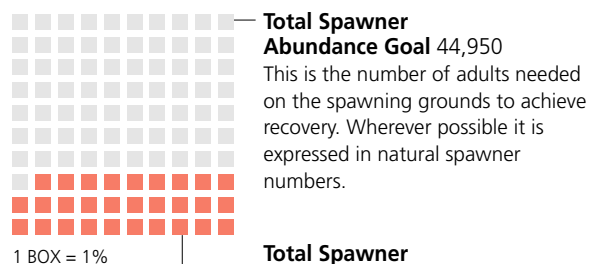 Total Spawner
Abundance Goal 44,950
This is the number of adults needed
on the spawning grounds to achieve
recovery. Wherever possible it is
expressed in natural spawner
numbers.
1 BOX = 1%
Total Spawner